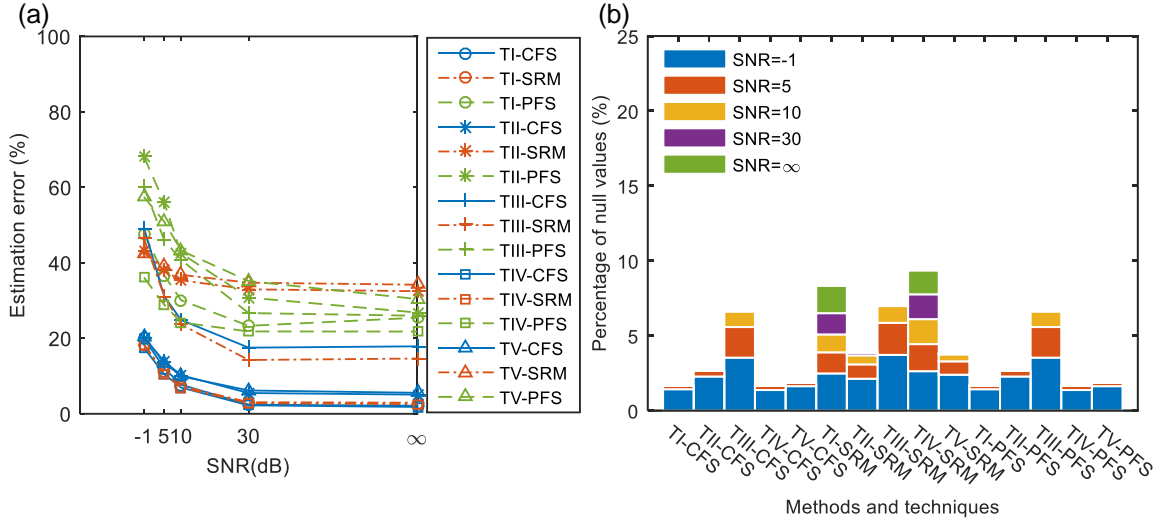 (a)
100
80
60
40
20
0
Estimation error (%)
-1 5 10 30 ∞
SNR(dB)
TI-CFS
TI-SRM
TI-PFS
TII-CFS
TII-SRM
TII-PFS
TIII-CFS
TIII-SRM
TIII-PFS
TIV-CFS
TIV-SRM
TIV-PFS
TV-CFS
TV-SRM
TV-PFS
(b)
25
20
15
10
5
0
Percentage of null values (%)
SNR=-1
SNR=5
SNR=10
SNR=30
SNR=∞
TI-CFS
TII-CFS
TIII-CFS
TIV-CFS
TV-CFS
TI-SRM
TII-SRM
TIII-SRM
TIV-SRM
TV-SRM
TI-PFS
TII-PFS
TIII-PFS
TIV-PFS
TV-PFS
Methods and techniques